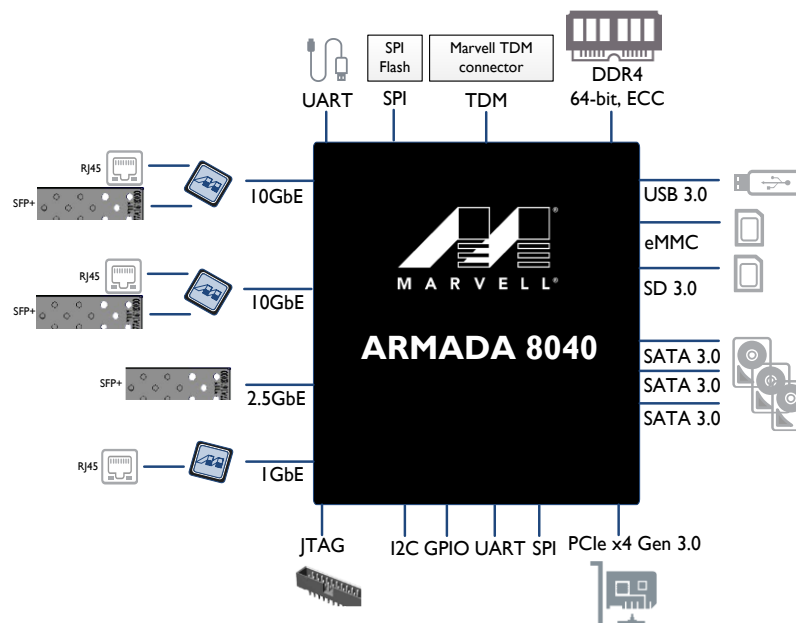 SPI
Flash
Marvell TDM
connector
DDR4
64-bit, ECC
UART
SPI
TDM
RJ45
SFP+
10GbE
RJ45
SFP+
10GbE
SFP+
2.5GbE
RJ45
1GbE
MARVELL®
ARMADA 8040
USB 3.0
eMMC
SD 3.0
SATA 3.0
SATA 3.0
SATA 3.0
JTAG
I2C GPIO UART SPI
PCIe x4 Gen 3.0